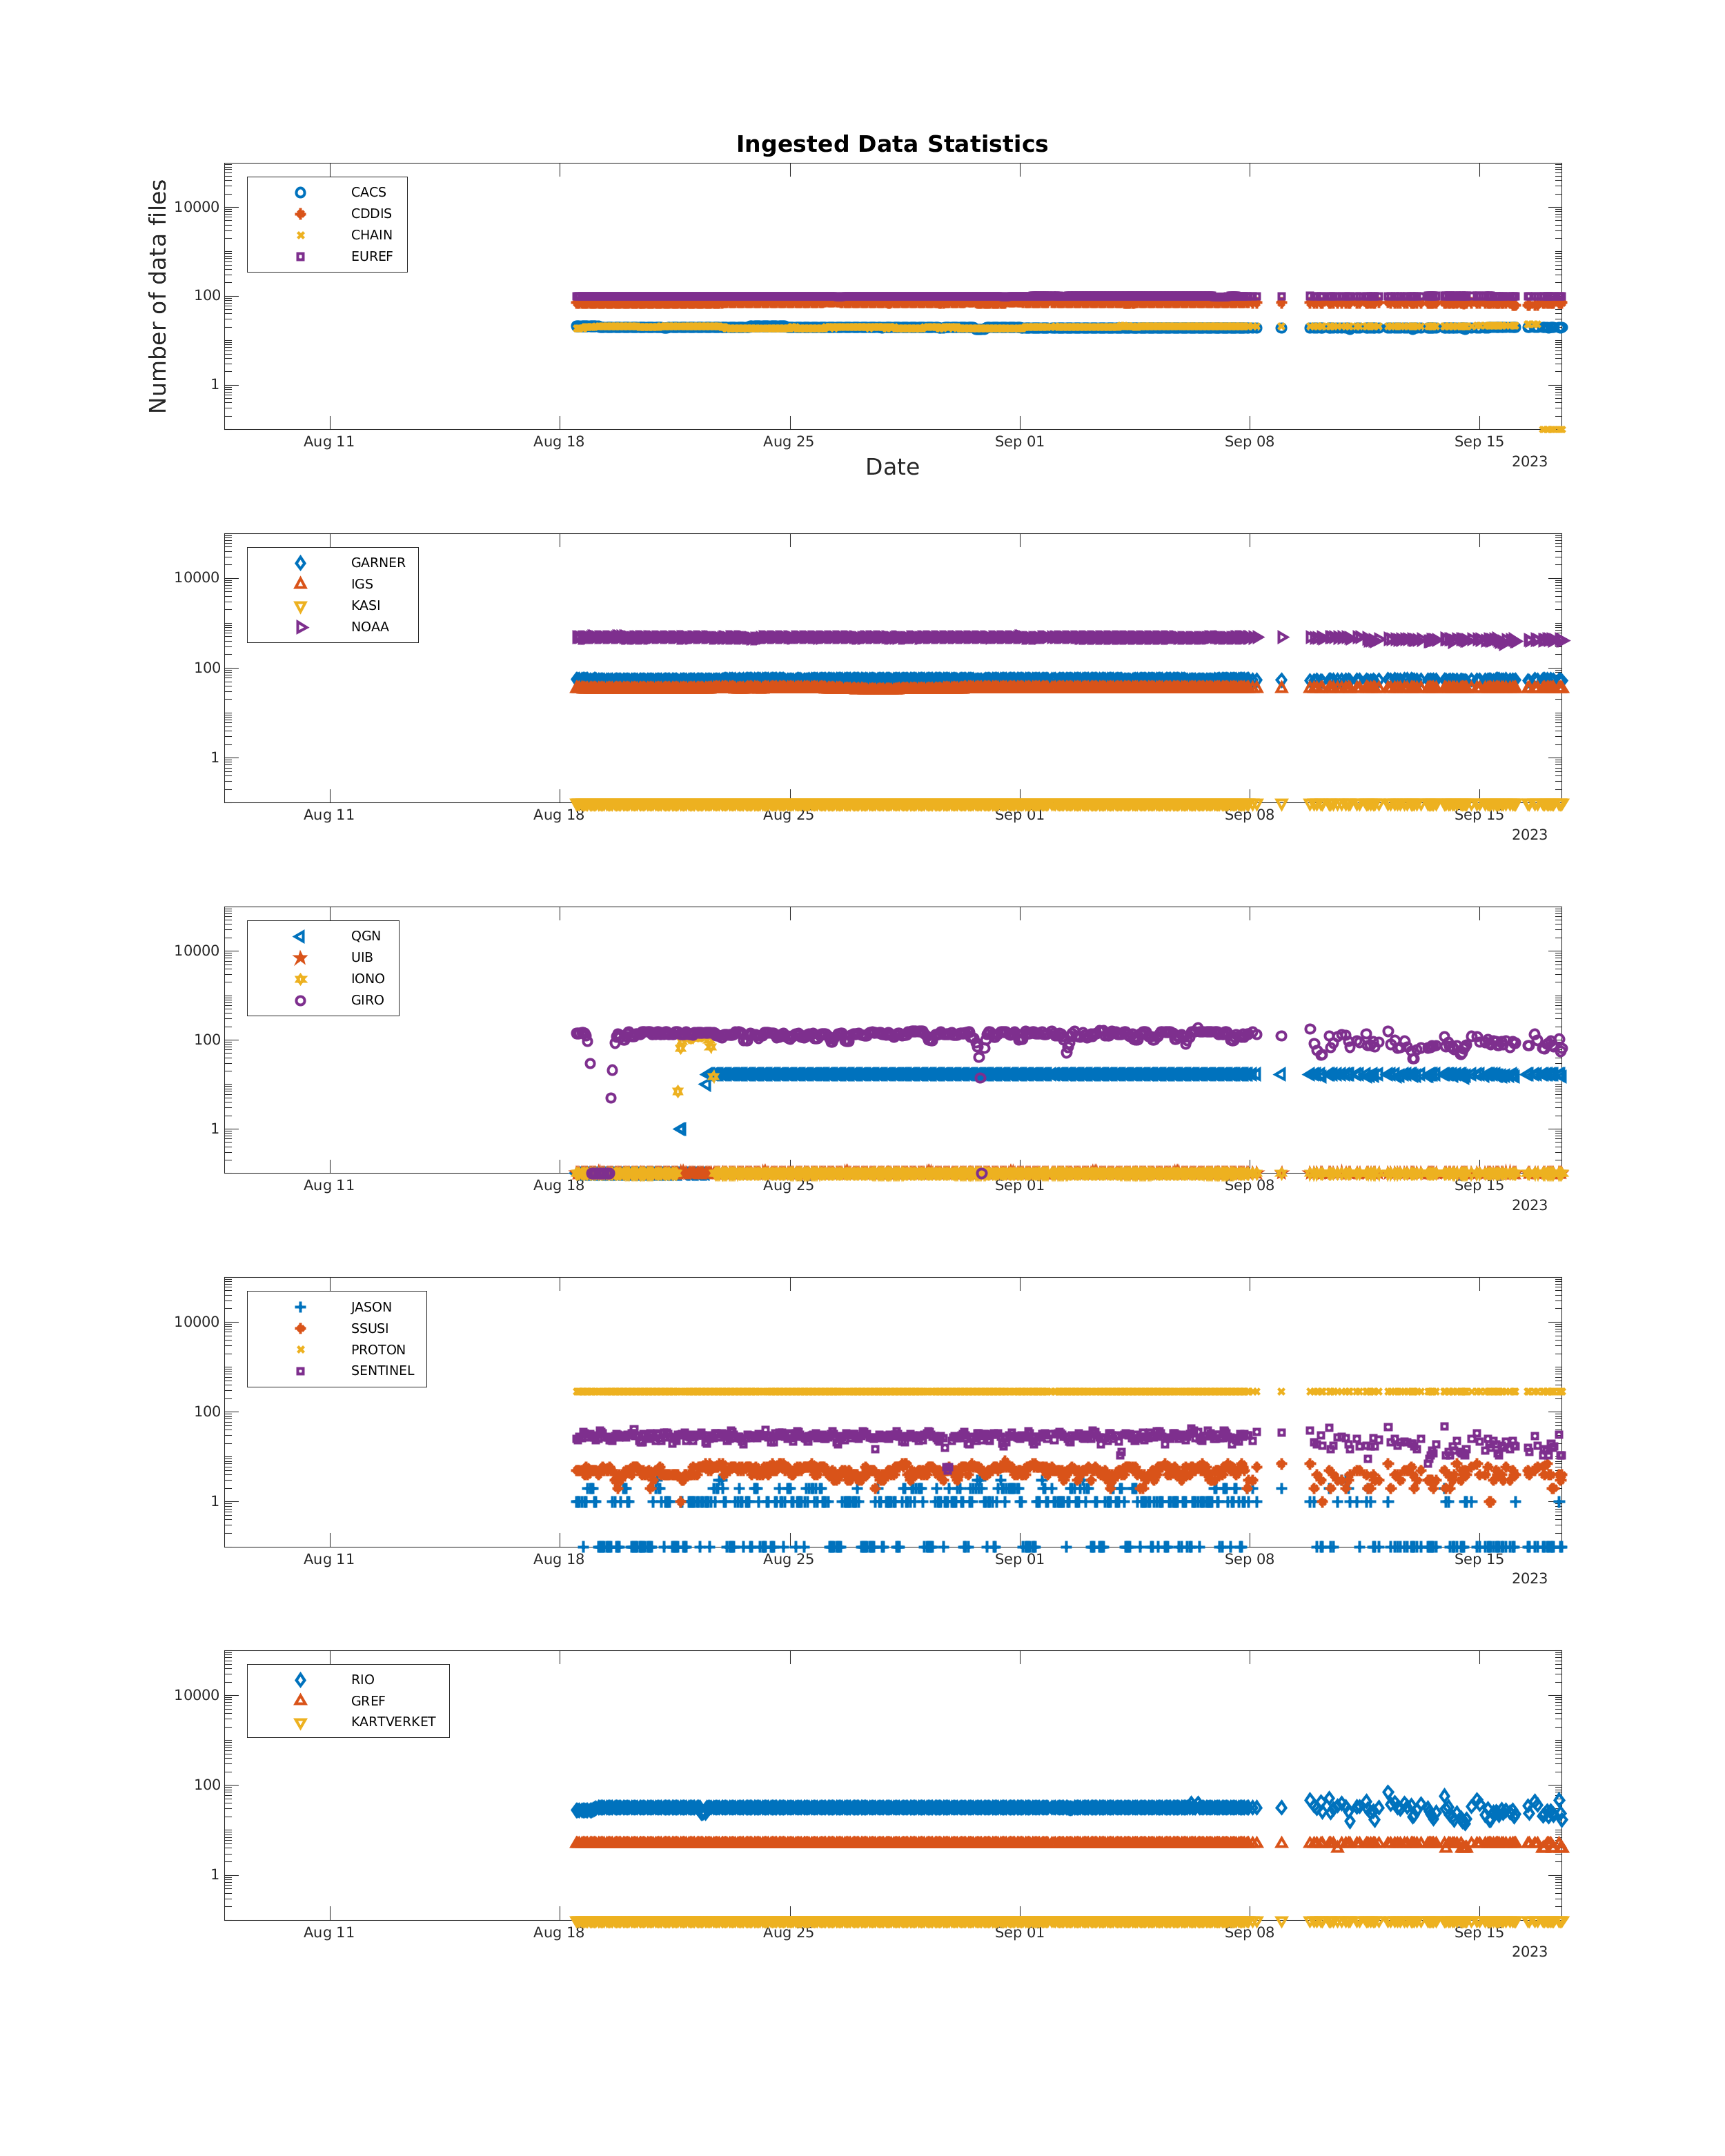 Ingested Data Statistics
Number of data files
10000
100
1
CACS
CDDIS
CHAIN
EUREF
Aug 11 Aug 18 Aug 25 Sep 01 Sep 08 Sep 15
2023
Date
10000
100
1
GARNER
IGS
KASI
NOAA
Aug 11 Aug 18 Aug 25 Sep 01 Sep 08 Sep 15
2023
10000
100
1
QGN
UIB
IONO
GIRO
Aug 11 Aug 18 Aug 25 Sep 01 Sep 08 Sep 15
2023
10000
100
1
JASON
SSUSI
PROTON
SENTINEL
Aug 11 Aug 18 Aug 25 Sep 01 Sep 08 Sep 15
2023
10000
100
1
RIO
GREF
KARTVERKET
Aug 11 Aug 18 Aug 25 Sep 01 Sep 08 Sep 15
2023